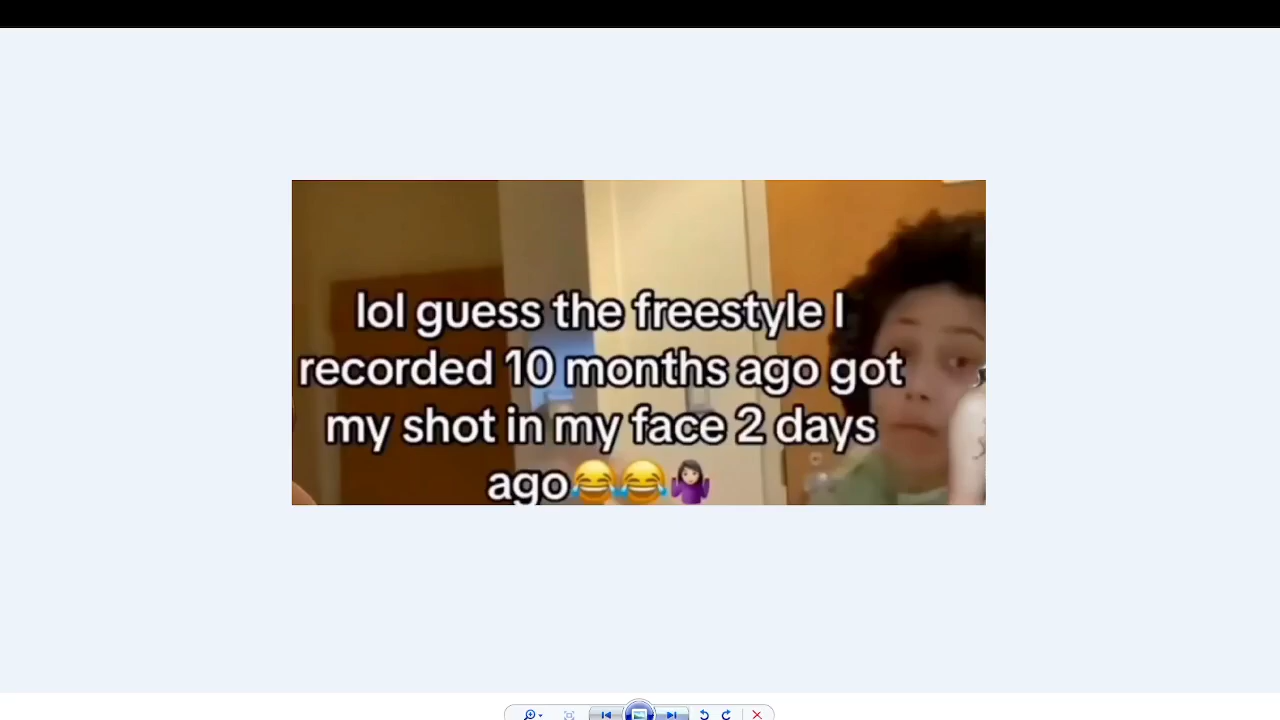 lol guess the freestyle I
recorded 10 months ago got
my shot in my face 2 days
ago😂😂🤷🏻‍♀️